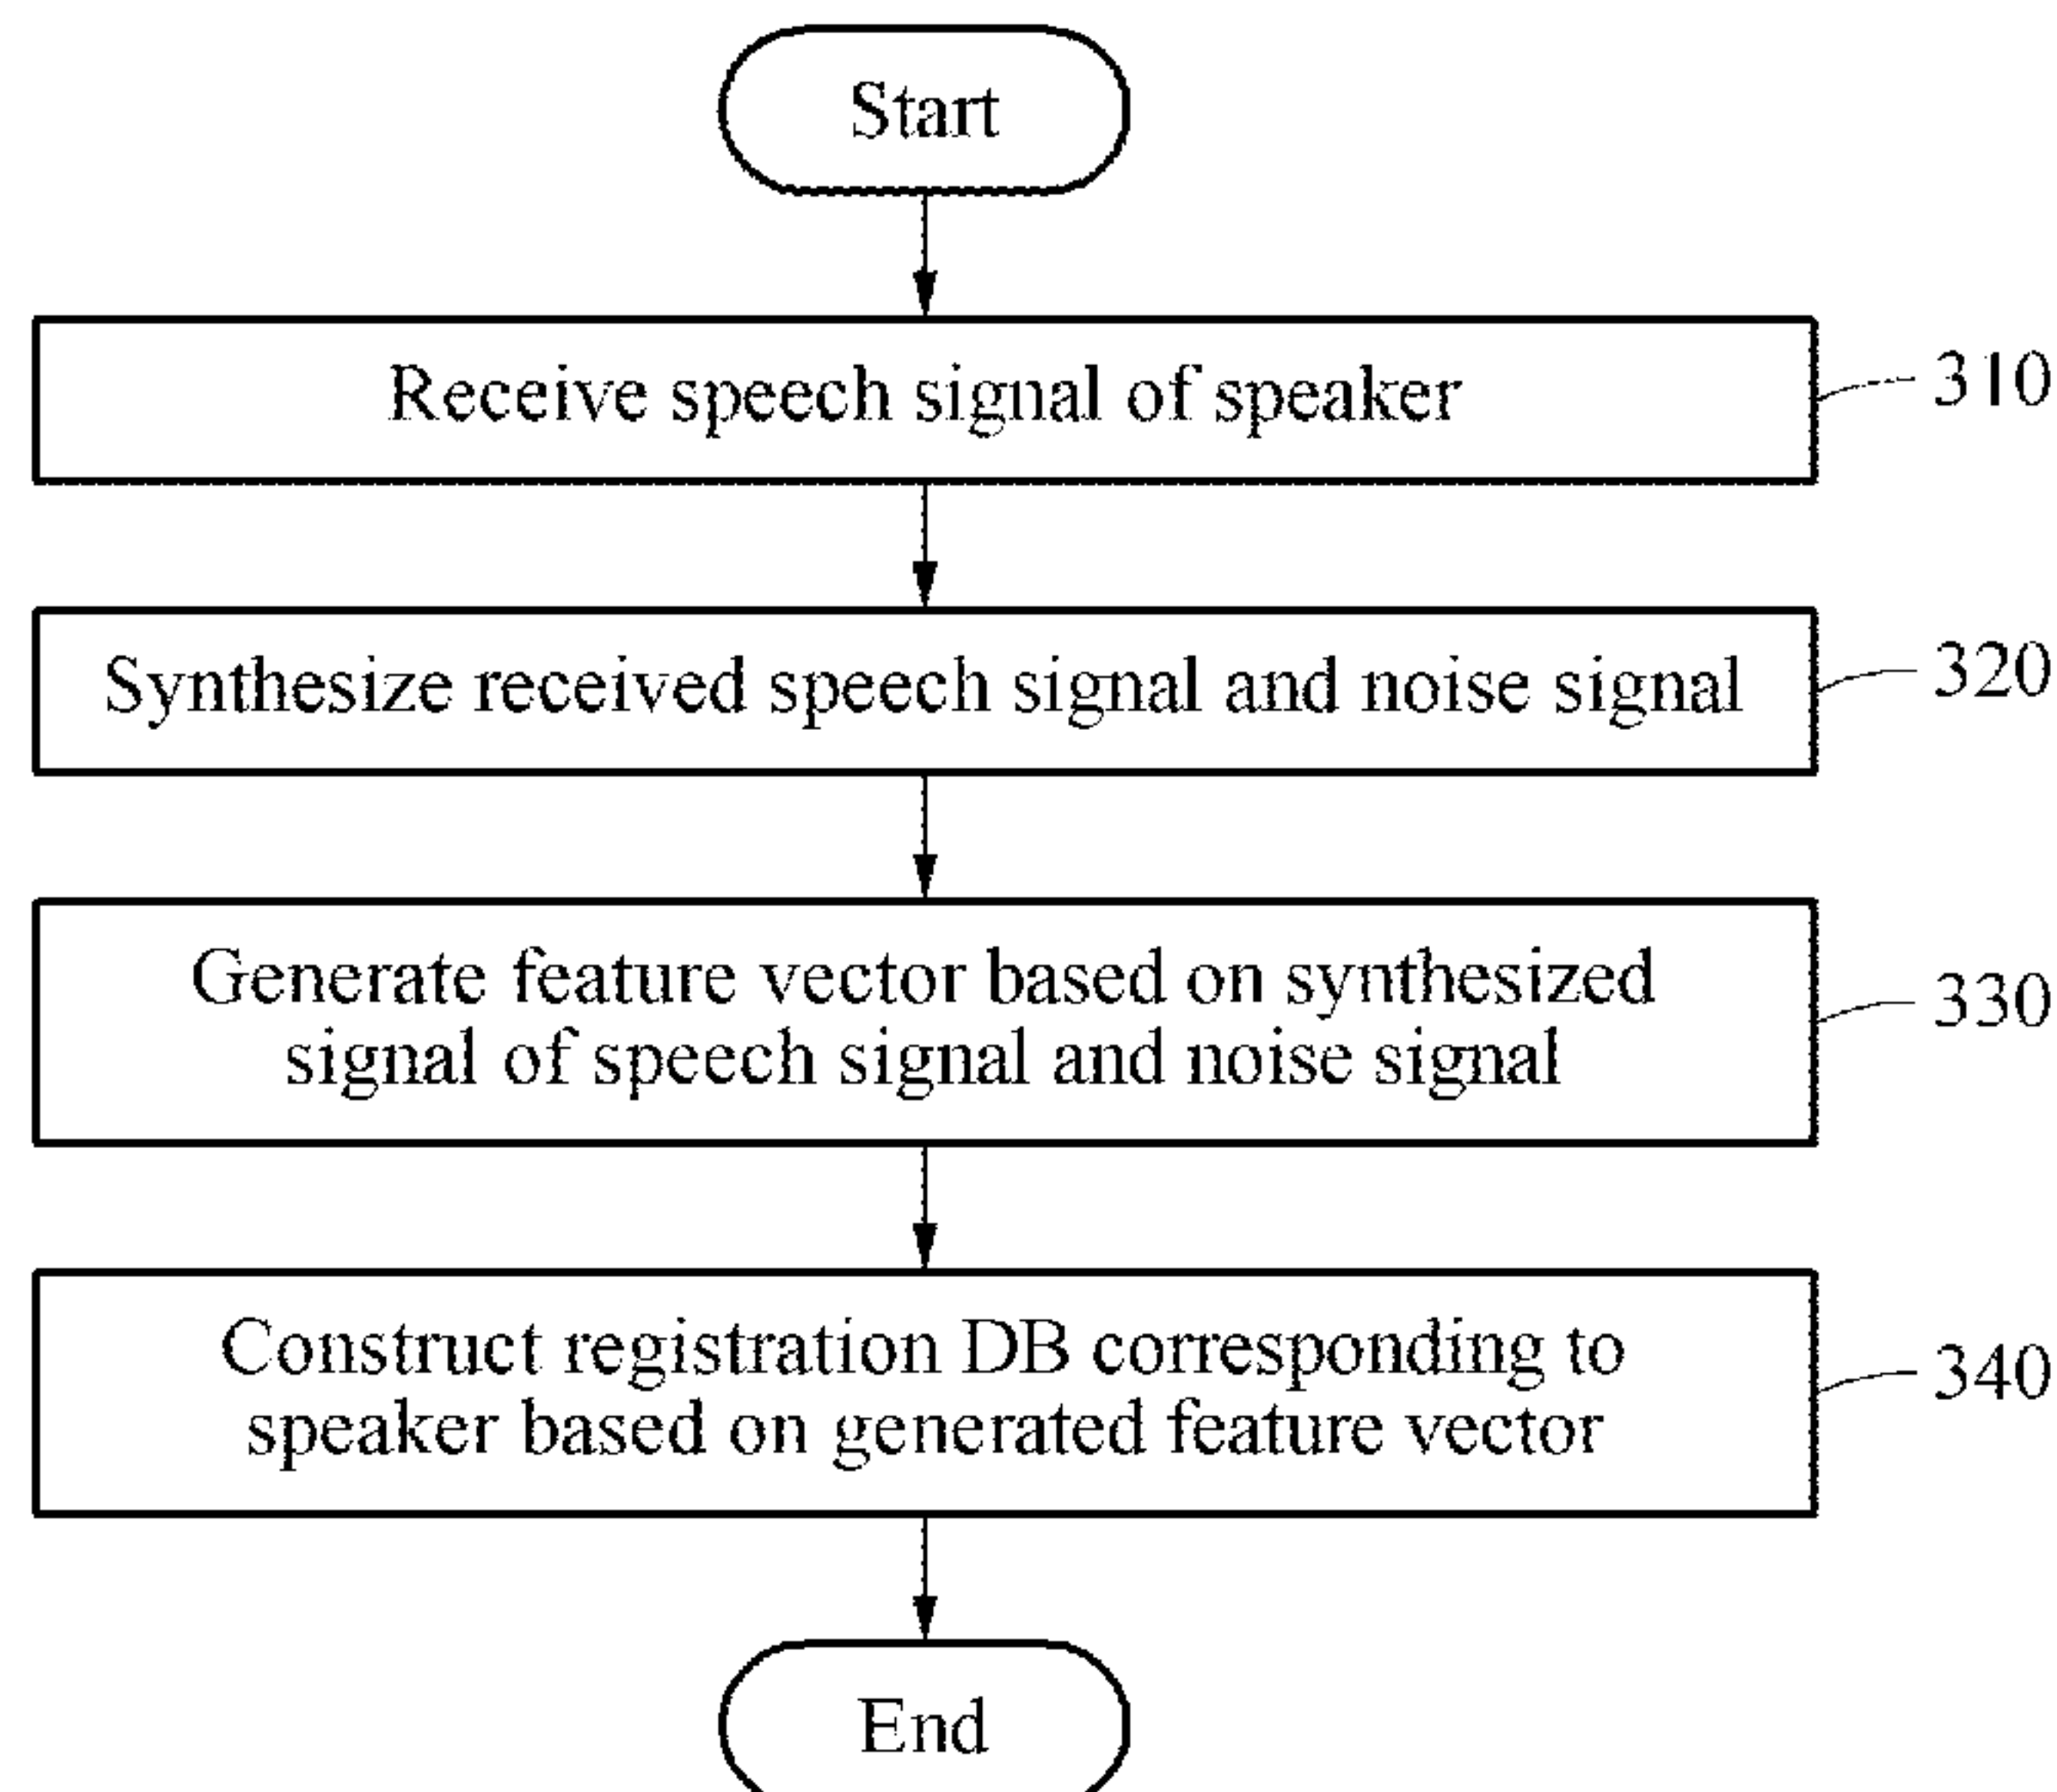 Start
Receive speech signal of speaker
310
Synthesize received speech signal and noise signal
320
Generate feature vector based on synthesized
signal of speech signal and noise signal
330
Construct registration DB corresponding to
speaker based on generated feature vector
340
End